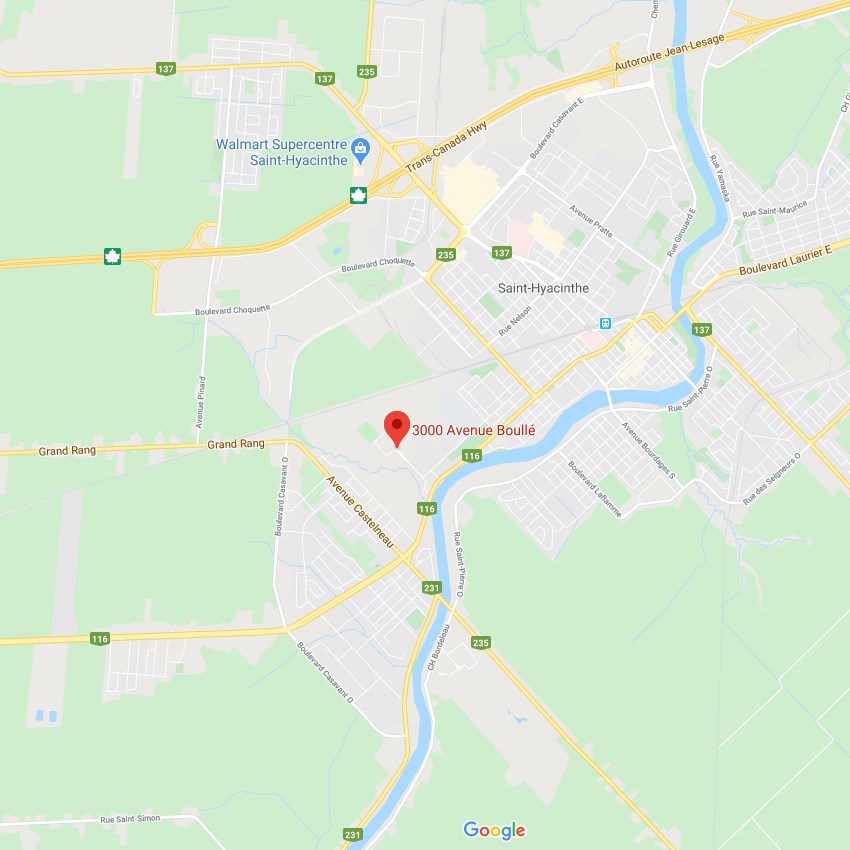 Chem
Autoroute Jean-Lesage
137
235
137
Walmart Supercentre
Saint-Hyacinthe
Trans-Canada Hwy
Boulevard Casavant E
CH G
Rue Yamaska
Rue Saint-Maurice
Avenue Pratte
Rue Girouard E
235
137
Boulevard Choquette
Boulevard Laurier E
Saint-Hyacinthe
Boulevard Choquette
Rue Nelson
137
Avenue Pinard
Rue Saint-Pierre O
3000 Avenue Boullé
Grand Rang
Grand Rang
116
Avenue Bourdages S
Boulevard Casavant O
Avenue Castelneau
Boulevard Laflamme
Rue des Seigneurs O
116
Rue Saint-Pierre O
231
116
235
CH Bordeleau
Boulevard Casavant O
Rue Saint-Simon
231
Google